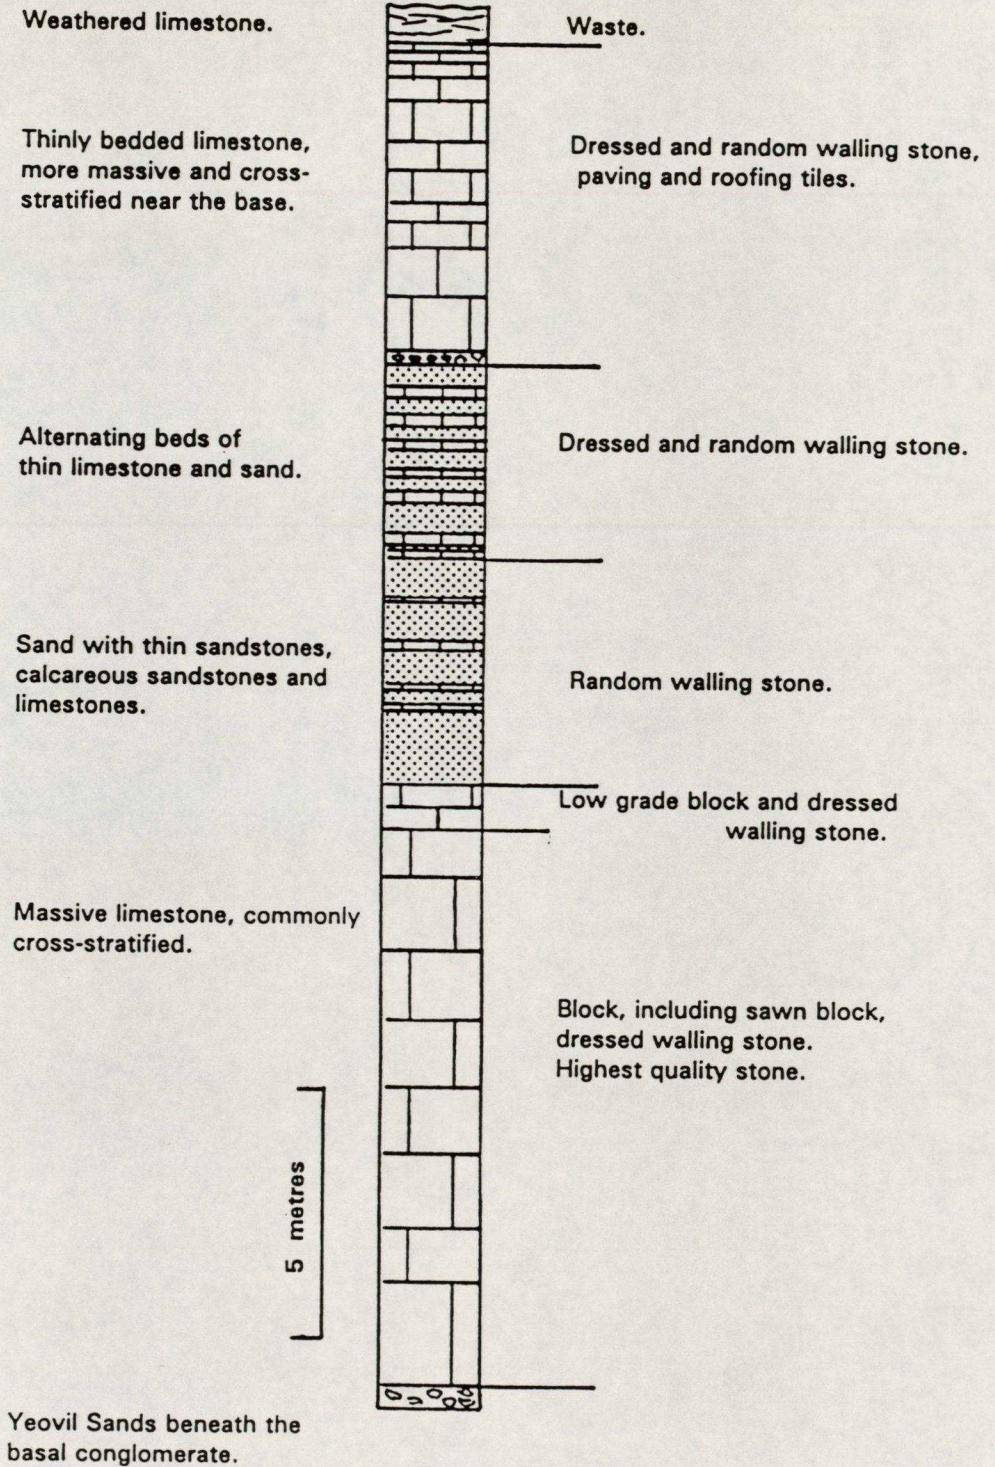 Weathered limestone.
Waste.
Thinly bedded limestone,
more massive and cross-
stratified near the base.
Dressed and random walling stone,
paving and roofing tiles.
Alternating beds of
thin limestone and sand.
Dressed and random walling stone.
Sand with thin sandstones,
calcareous sandstones and
limestones.
Random walling stone.
Low grade block and dressed
walling stone.
Massive limestone, commonly
cross-stratified.
Block, including sawn block,
dressed walling stone.
Highest quality stone.
5 metres
Yeovil Sands beneath the
basal conglomerate.